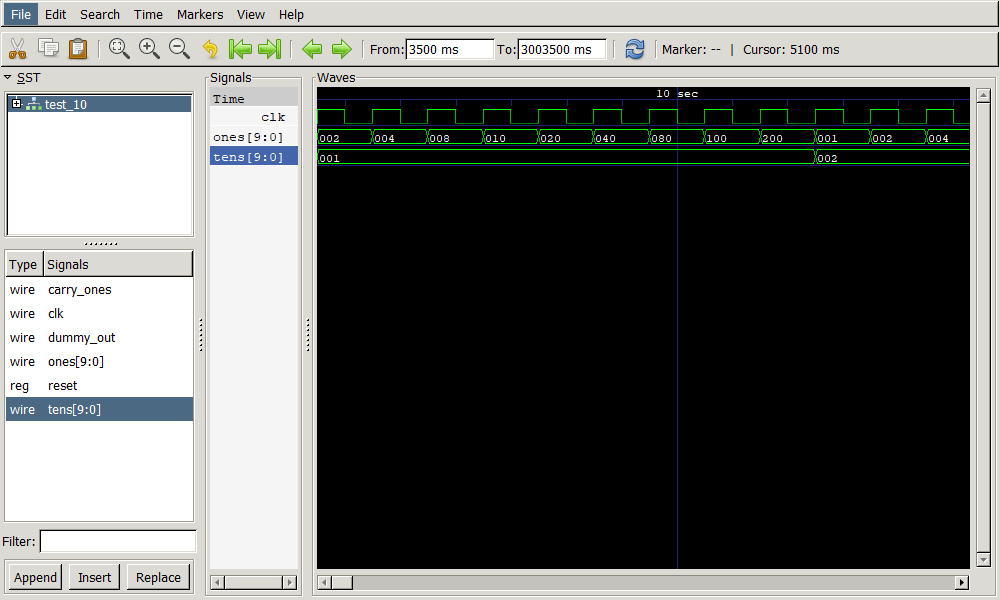 File Edit Search Time Markers View Help
From: 3500 ms To: 3003500 ms Marker: -- | Cursor: 5100 ms
SST
test_10
Type Signals
wire carry_ones
wire clk
wire dummy_out
wire ones[9:0]
reg reset
wire tens[9:0]
Filter:
Append Insert Replace
Signals
Time
clk
ones[9:0]
tens[9:0]
Waves
10 sec
002 004 008 010 020 040 080 100 200 001 002 004
001 002